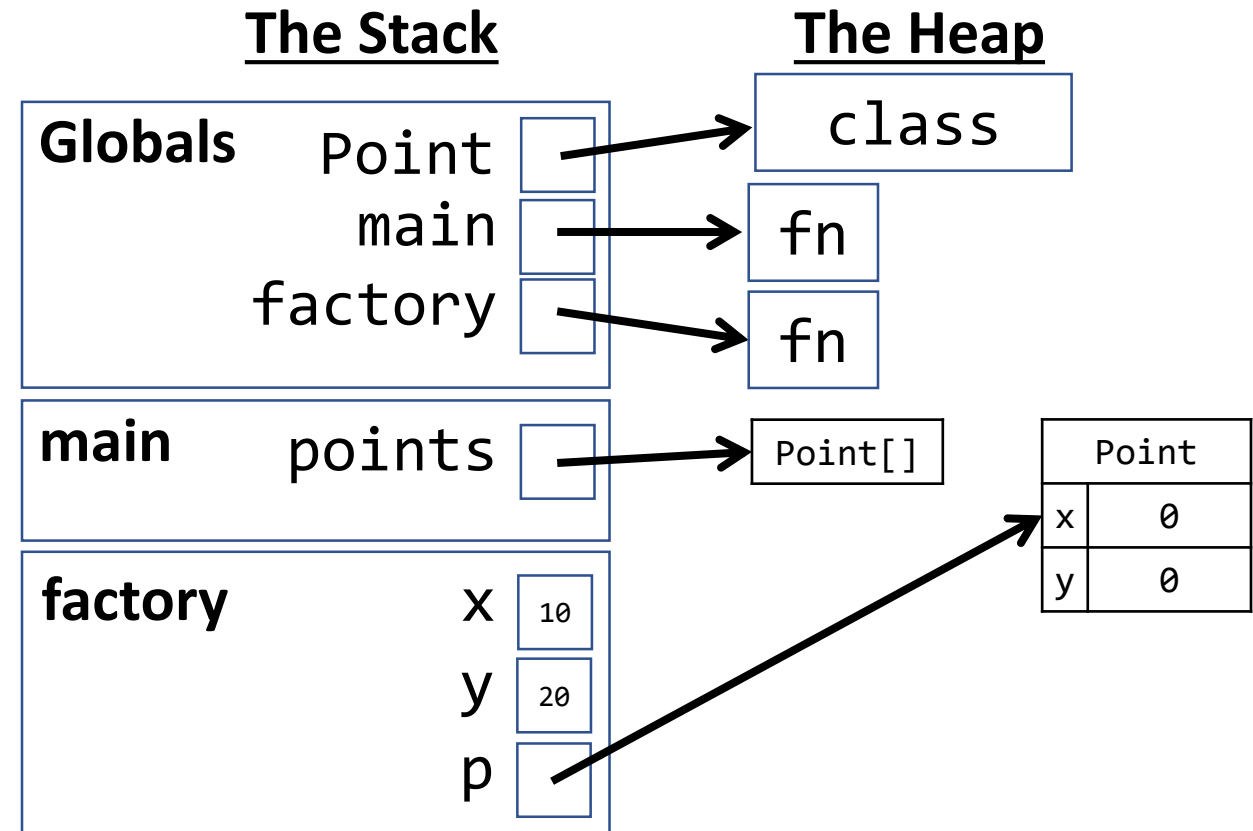 The Stack
The Heap
Globals
Point
class
main
fn
factory
fn
main
points
Point[]
Point
x 0
y 0
factory
x 10
y 20
p